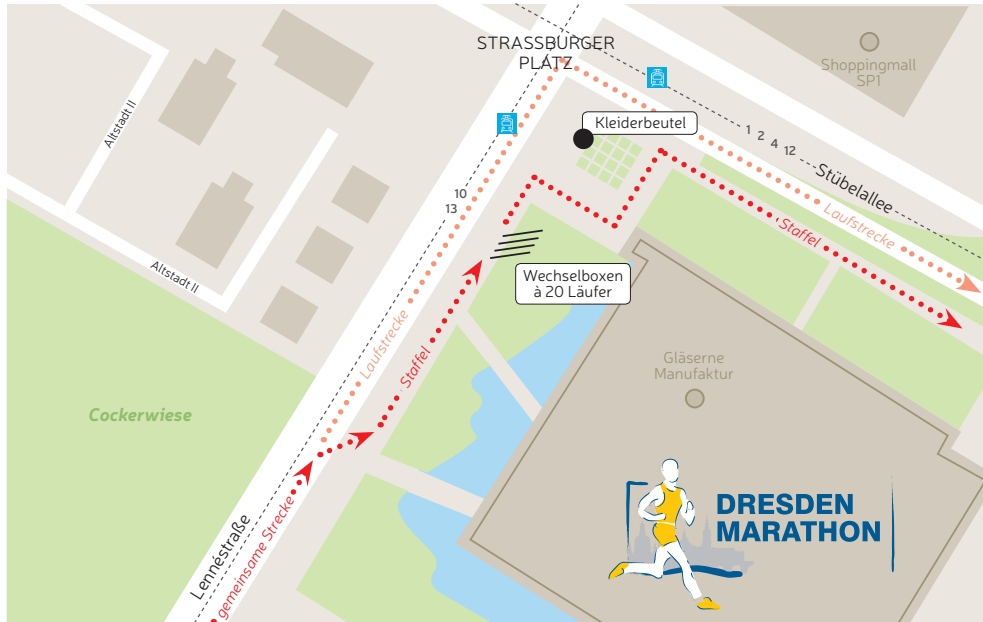 STRASSBURGER
PLATZ
Shoppingmall
SP1
Kleiderbeutel
Altstadt II
1 2 4 12
Stübelallee
10
13
Laufstrecke
Staffel
Wechselboxen
à 20 Läufer
Altstadt II
Laufstrecke
Staffel
Gläserne
Manufaktur
Cockerwiese
DRESDEN
MARATHON
Lennéstraße
gemeinsame Strecke